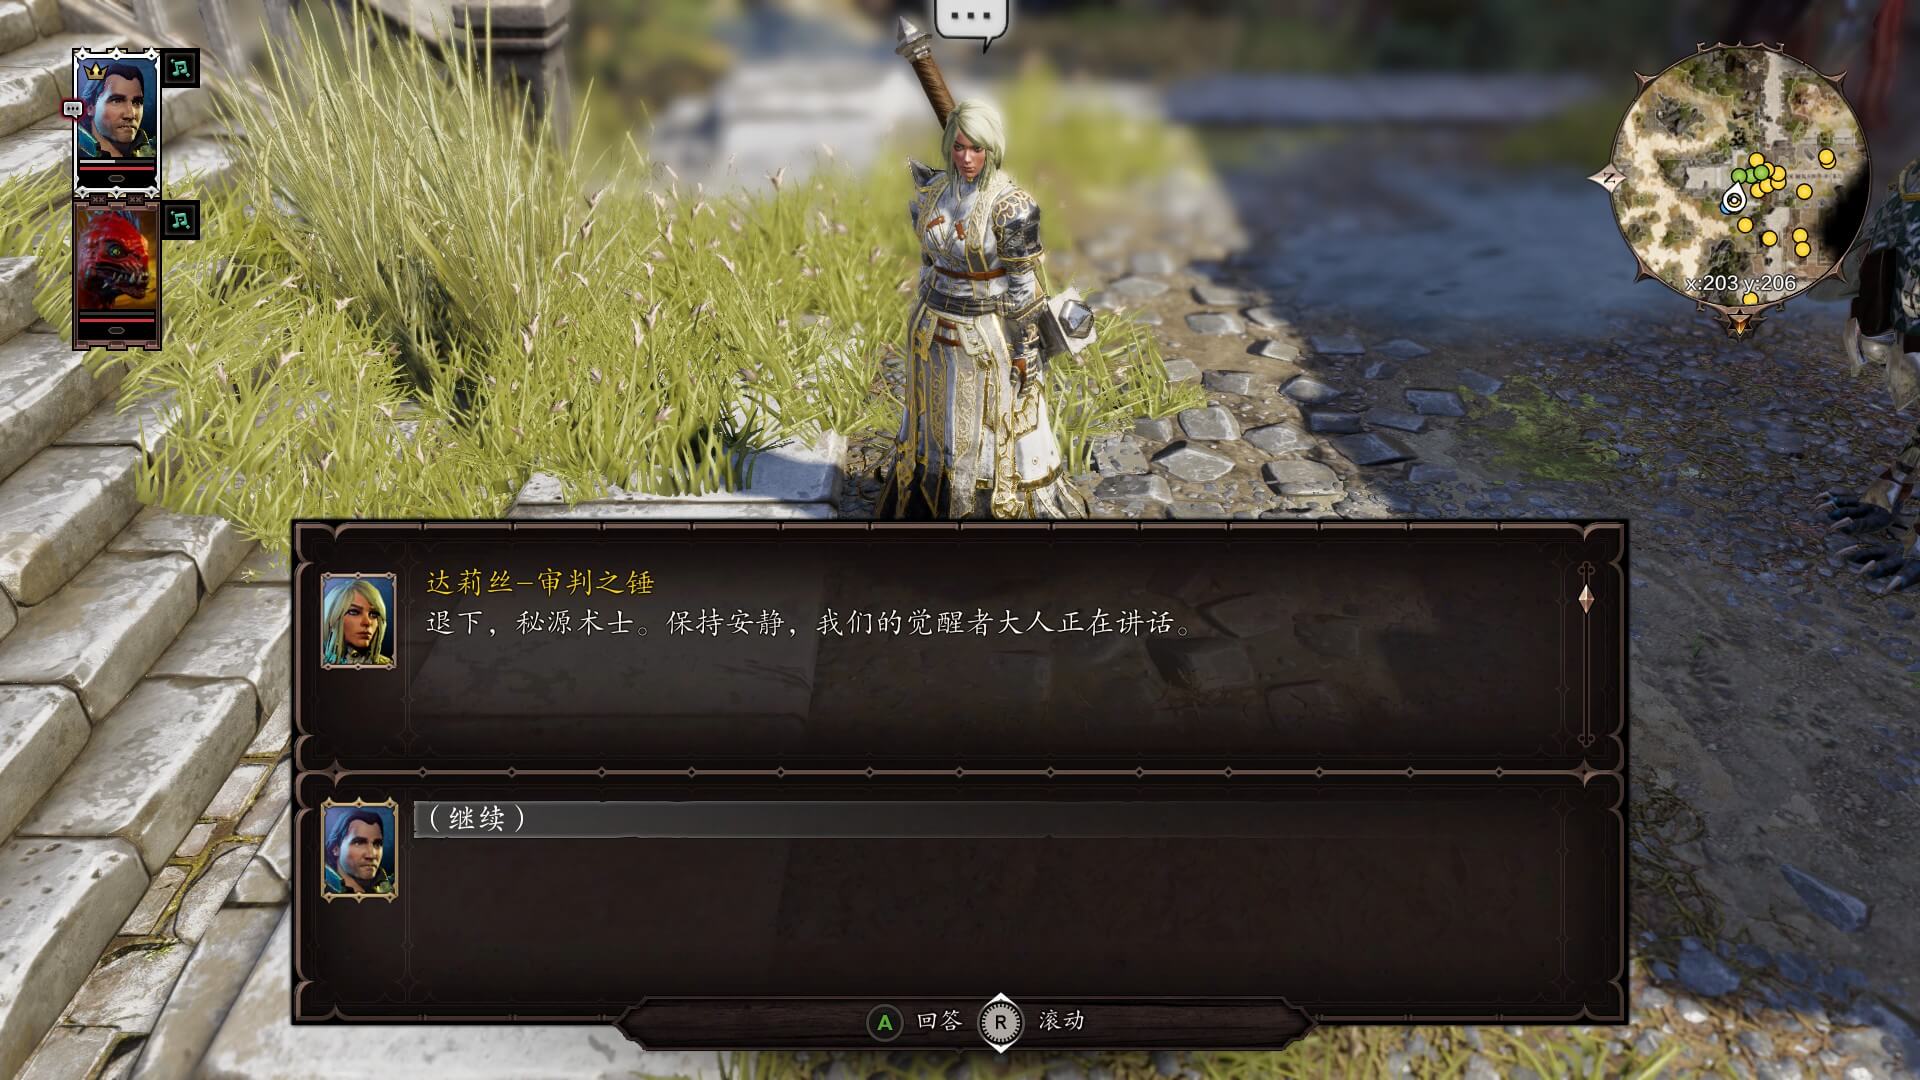 Z
x:203 y:206
达莉丝–审判之锤
退下，秘源术士。保持安静，我们的觉醒者大人正在讲话。
（继续）
A 回答 R 滚动